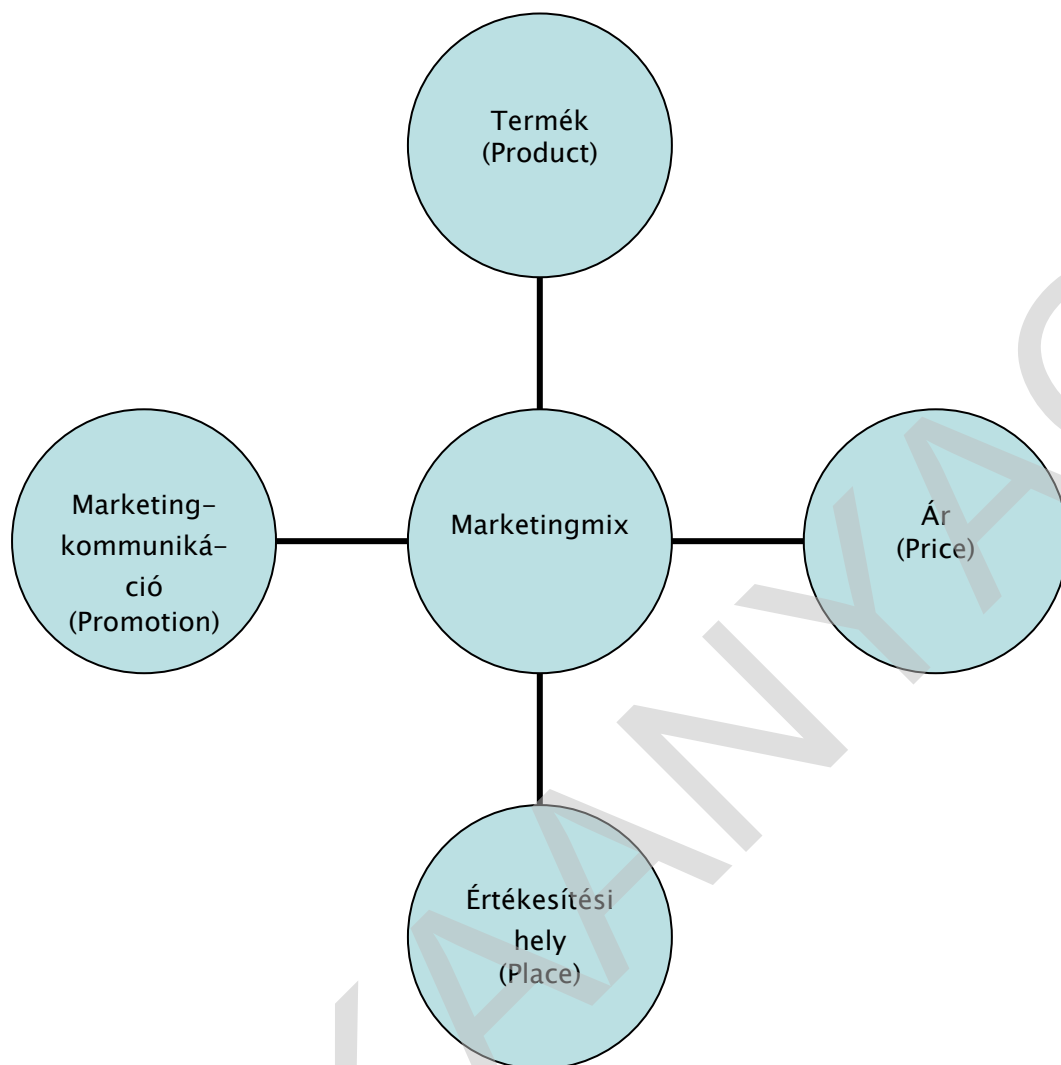 Termék
(Product)
Marketing-
kommuniká-
ció
(Promotion)
Marketingmix
Ár
(Price)
Értékesítési
hely
(Place)